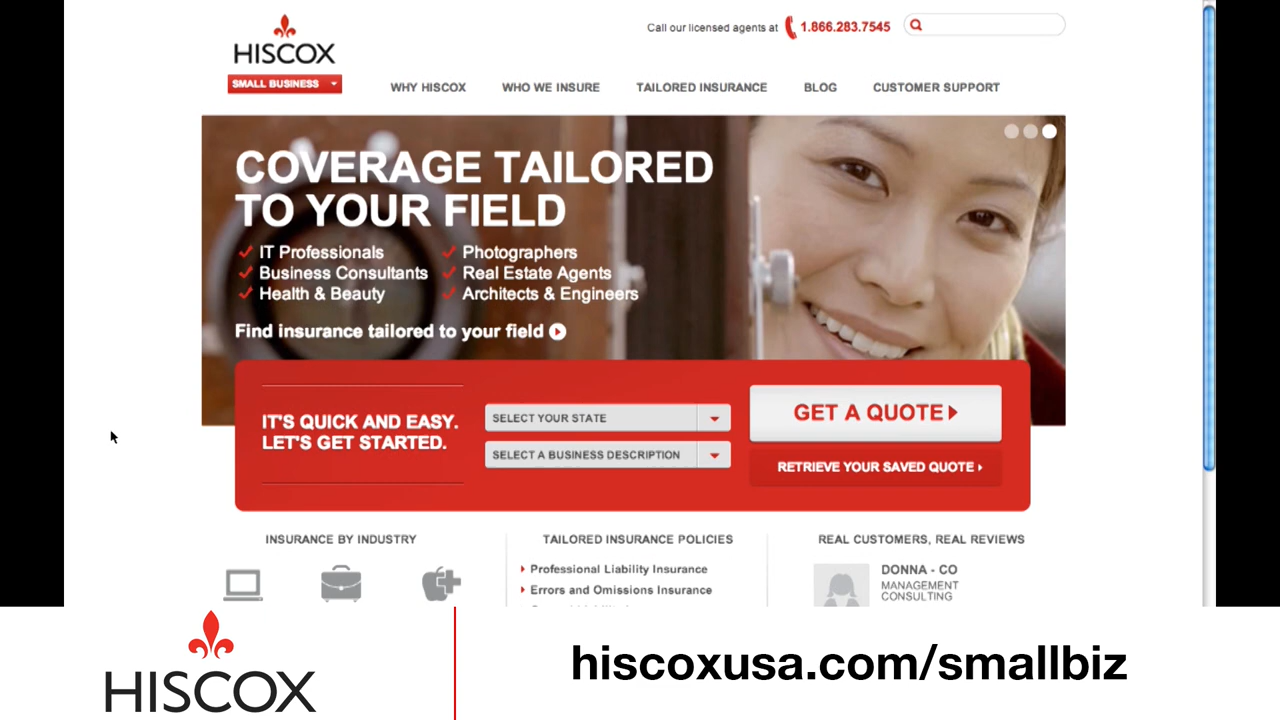 HISCOX
Call our licensed agents at 1.866.283.7545
SMALL BUSINESS
WHY HISCOX
WHO WE INSURE
TAILORED INSURANCE
BLOG
CUSTOMER SUPPORT
COVERAGE TAILORED
TO YOUR FIELD
IT Professionals
Business Consultants
Health & Beauty
Photographers
Real Estate Agents
Architects & Engineers
Find insurance tailored to your field
IT'S QUICK AND EASY.
LET'S GET STARTED.
SELECT YOUR STATE
SELECT A BUSINESS DESCRIPTION
GET A QUOTE
RETRIEVE YOUR SAVED QUOTE
INSURANCE BY INDUSTRY
TAILORED INSURANCE POLICIES
Professional Liability Insurance
Errors and Omissions Insurance
REAL CUSTOMERS, REAL REVIEWS
DONNA - CO
MANAGEMENT
CONSULTING
HISCOX
hiscoxusa.com/smallbiz